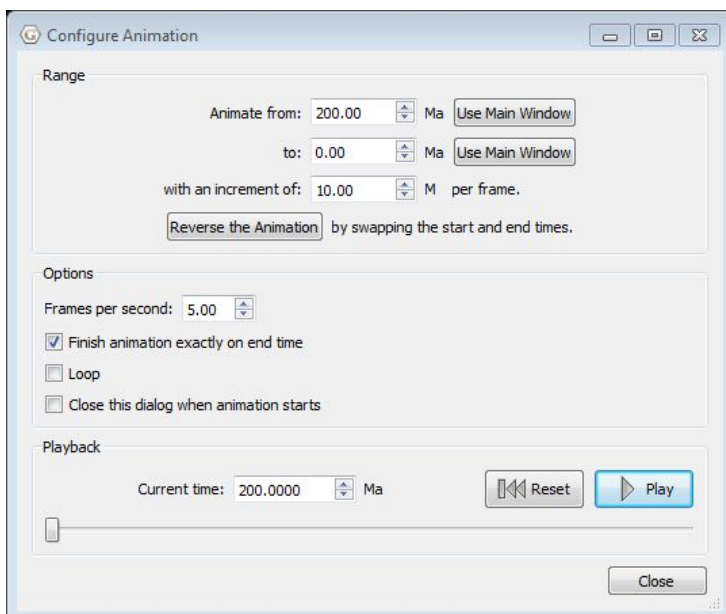 Configure Animation
Range
Animate from: 200.00 Ma Use Main Window
to: 0.00 Ma Use Main Window
with an increment of: 10.00 M per frame.
Reverse the Animation by swapping the start and end times.
Options
Frames per second: 5.00
Finish animation exactly on end time
Loop
Close this dialog when animation starts
Playback
Current time: 200.0000 Ma Reset Play
Close